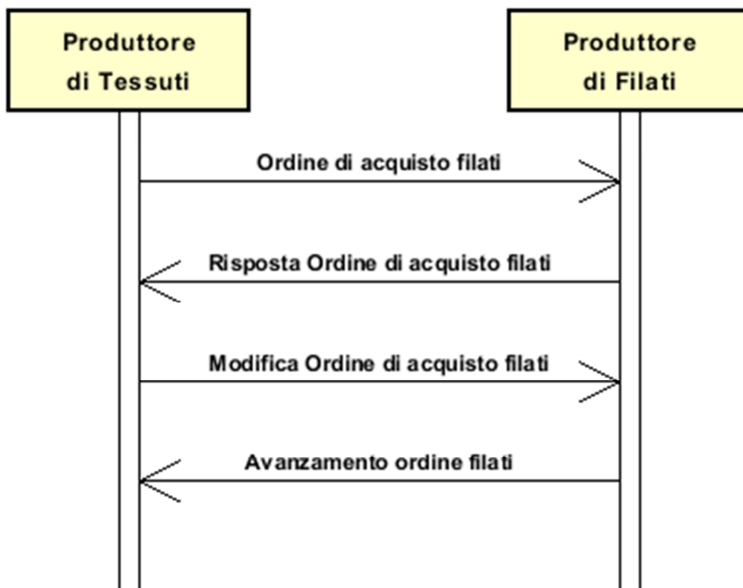 Produttore
di Tessuti
Produttore
di Filati
Ordine di acquisto filati
Risposta Ordine di acquisto filati
Modifica Ordine di acquisto filati
Avanzamento ordine filati